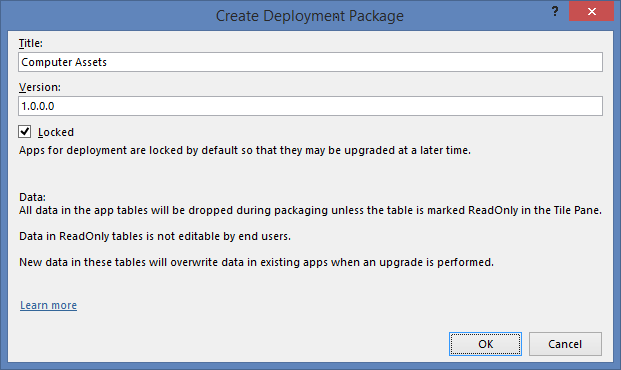 Create Deployment Package
?
Title:
Computer Assets
Version:
1.0.0.0
Locked
Apps for deployment are locked by default so that they may be upgraded at a later time.
Data:
All data in the app tables will be dropped during packaging unless the table is marked ReadOnly in the Tile Pane.
Data in ReadOnly tables is not editable by end users.
New data in these tables will overwrite data in existing apps when an upgrade is performed.
Learn more
OK Cancel